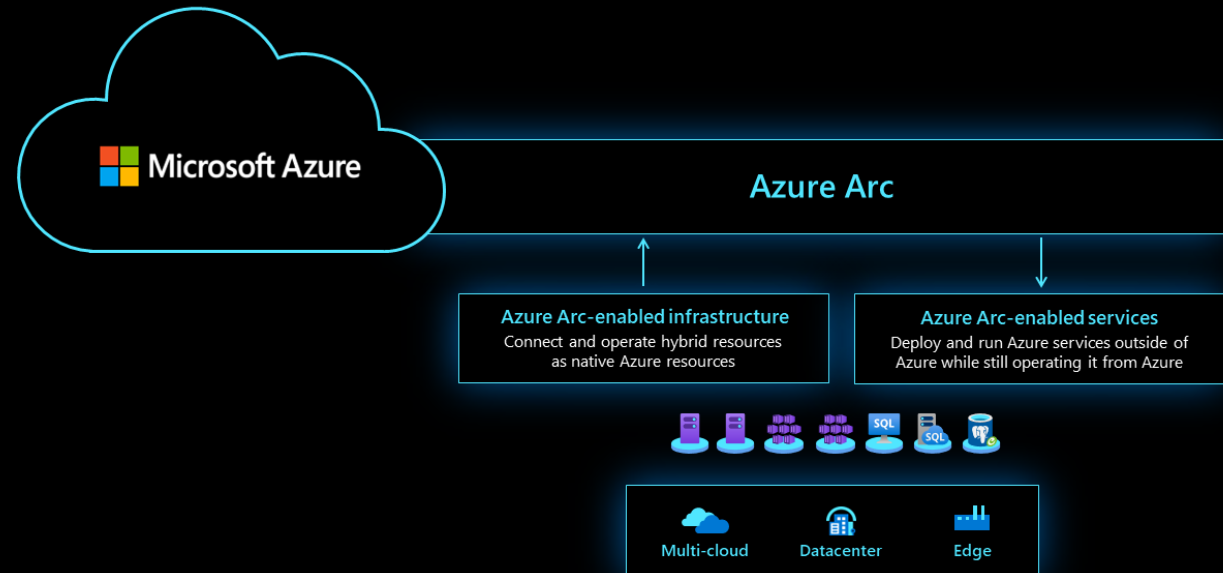 Microsoft Azure
Azure Arc
Azure Arc-enabled infrastructure
Connect and operate hybrid resources
as native Azure resources
Azure Arc-enabled services
Deploy and run Azure services outside of
Azure while still operating it from Azure
SQL
SQL
Multi-cloud
Datacenter
Edge